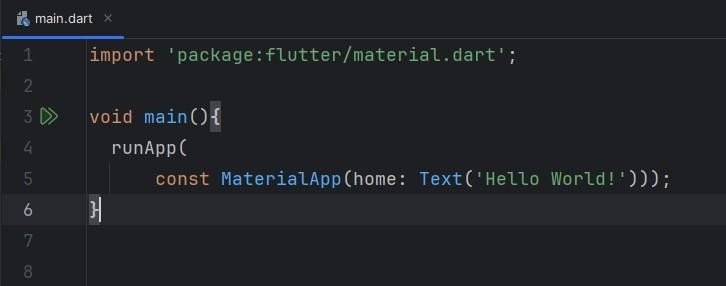 main.dart ×
1 import 'package:flutter/material.dart';
2
3 void main(){
4   runApp(
5       const MaterialApp(home: Text('Hello World!')));
6 }
7
8